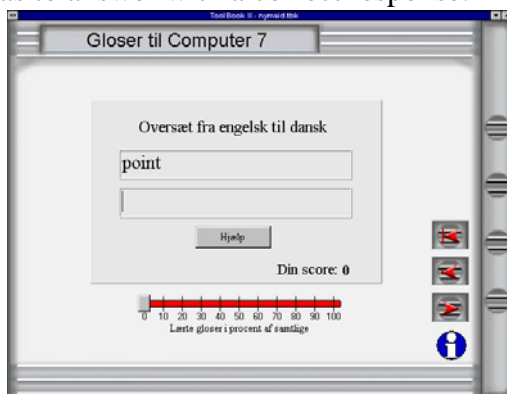 ToolBook II - nymaid.tbk
Gloser til Computer 7
Oversæt fra engelsk til dansk
point
Hjælp
Din score: 0
0 10 20 30 40 50 60 70 80 90 100
Lærte gloser i procent af samtlige